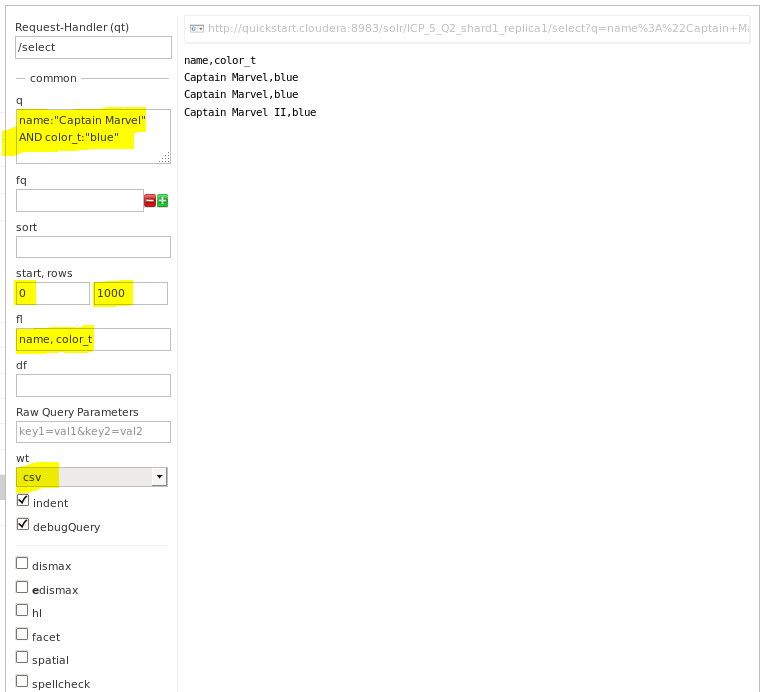 Request-Handler (qt)
/select
common
q
name:"Captain Marvel"
AND color_t:"blue"
fq
sort
start, rows
0 1000
fl
name, color_t
df
Raw Query Parameters
key1=val1&key2=val2
wt
csv
indent
debugQuery
dismax
edismax
hl
facet
spatial
spellcheck
http://quickstart.cloudera:8983/solr/ICP_5_Q2_shard1_replica1/select?q=name%3A%22Captain+Ma
name,color_t
Captain Marvel,blue
Captain Marvel,blue
Captain Marvel II,blue